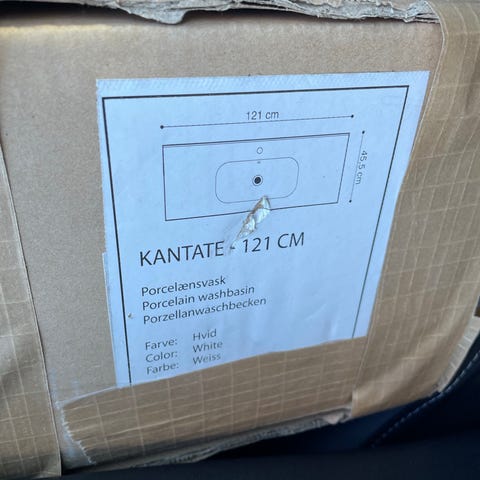 121 cm
45,5 cm
KANTATE - 121 CM
Porcelænsvask
Porcelain washbasin
Porzellanwaschbecken
Farve: Hvid
Color: White
Farbe: Weiss